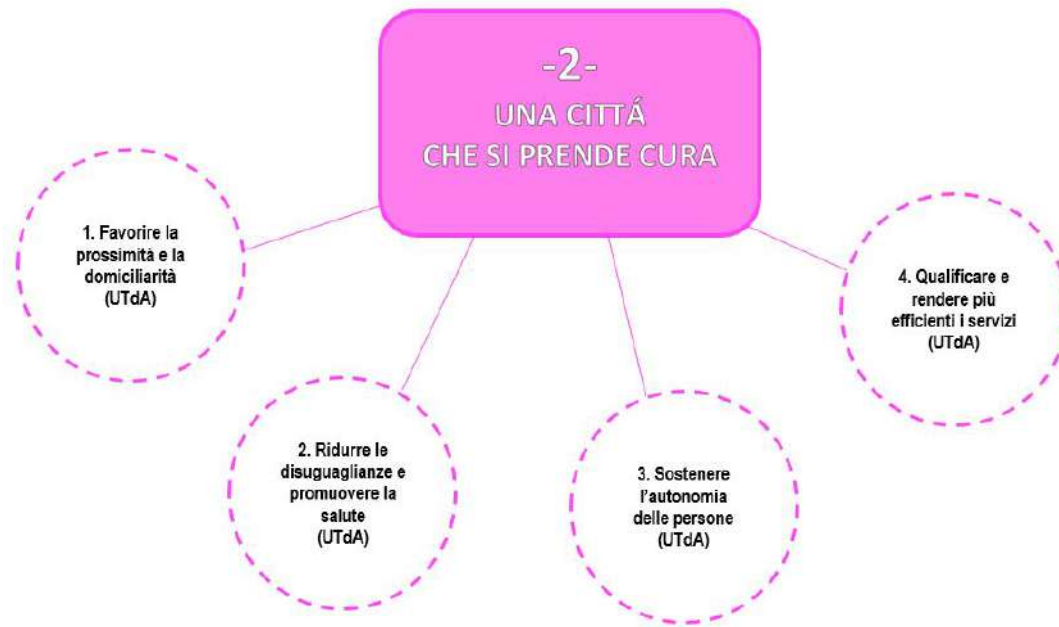 -2-
UNA CITTÁ
CHE SI PRENDE CURA
1. Favorire la
prossimità e la
domiciliarità
(UTdA)
2. Ridurre le
disuguaglianze e
promuovere la
salute
(UTdA)
3. Sostenere
l'autonomia
delle persone
(UTdA)
4. Qualificare e
rendere più
efficienti i servizi
(UTdA)